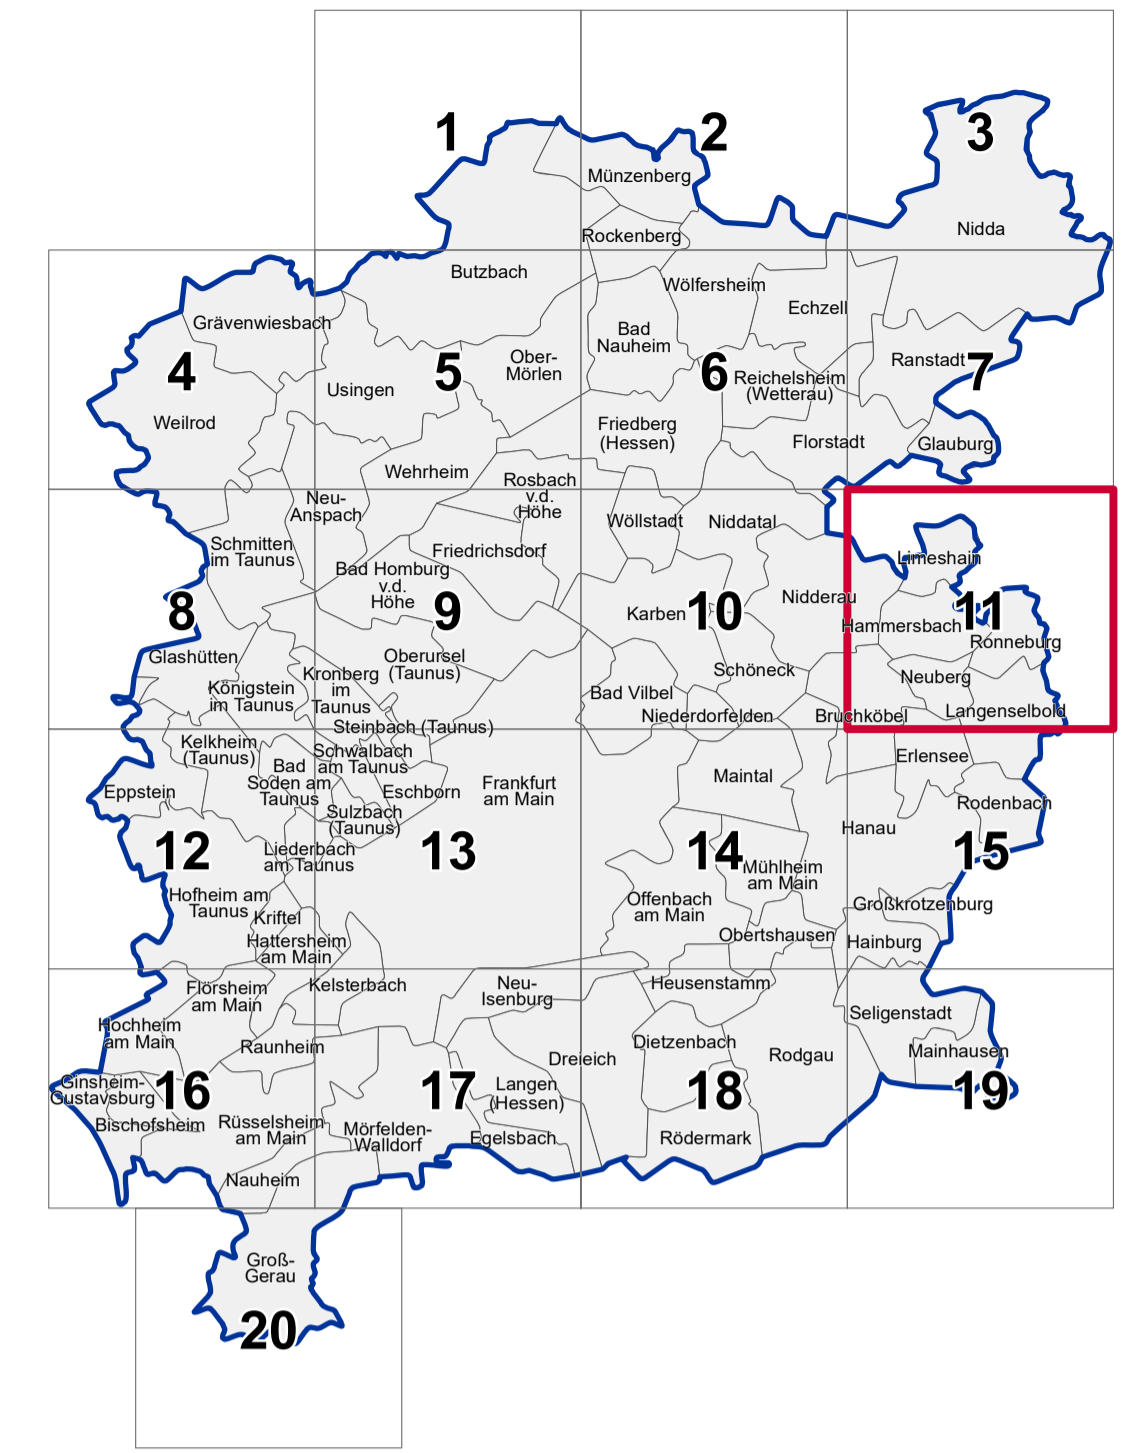 1
2
3
Münzenberg
Nidda
Rockenberg
Butzbach
Wölfersheim
Echzell
Grävenwiesbach
Bad
Nauheim
Ober-
Mörlen
Ranstadt
4
5
6
7
Usingen
Reichelsheim
(Wetterau)
Weilrod
Friedberg
(Hessen)
Florstadt
Glauburg
Wehrheim
Rosbach
v.d.
Höhe
Neu-
Anspach
Wöllstadt
Niddatal
Schmitten
im Taunus
Friedrichsdorf
Limeshain
Bad Homburg
v.d.
Höhe
8
9
10
11
Karben
Nidderau
Hammersbach
Ronneburg
Glashütten
Oberursel
(Taunus)
Schöneck
Neuberg
Königstein
im Taunus
Kronberg
im
Taunus
Bad Vilbel
Niederdorfelden
Bruchköbel
Langenselbold
Steinbach (Taunus)
Kelkheim
(Taunus)
Schwalbach
am Taunus
Erlensee
Bad
Soden am
Taunus
Maintal
Eppstein
Eschborn
Frankfurt
am Main
Rodenbach
Sulzbach
(Taunus)
Hanau
12
13
14
15
Liederbach
am Taunus
Mühlheim
am Main
Hofheim am
Taunus
Offenbach
am Main
Großkrotzenburg
Kriftel
Obertshausen
Hainburg
Hattersheim
am Main
Flörsheim
am Main
Kelsterbach
Neu-
Isenburg
Heusenstamm
Seligenstadt
Hochheim
am Main
Raunheim
Dreieich
Dietzenbach
Rodgau
Mainhausen
Ginsheim-
Gustavsburg
16
17
18
19
Langen
(Hessen)
Bischofsheim
Rüsselsheim
am Main
Mörfelden-
Walldorf
Egelsbach
Rödermark
Nauheim
Groß-
Gerau
20